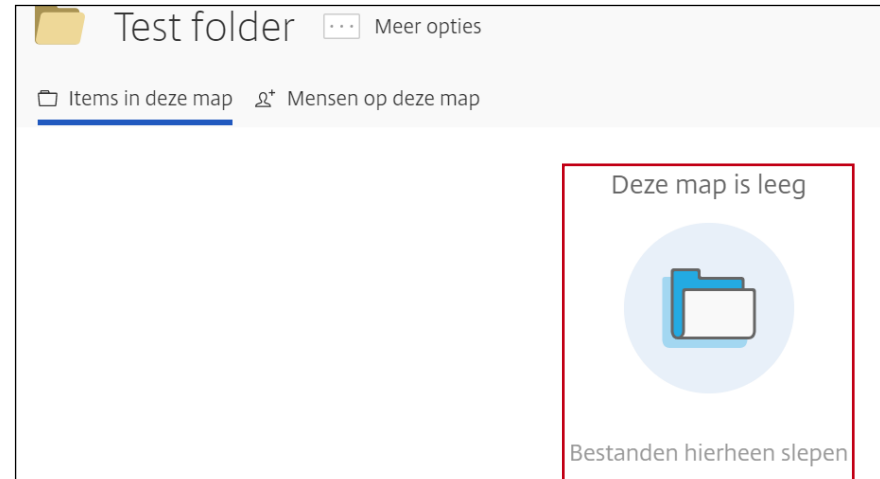 Test folder ··· Meer opties
Items in deze map Mensen op deze map
Deze map is leeg
Bestanden hierheen slepen